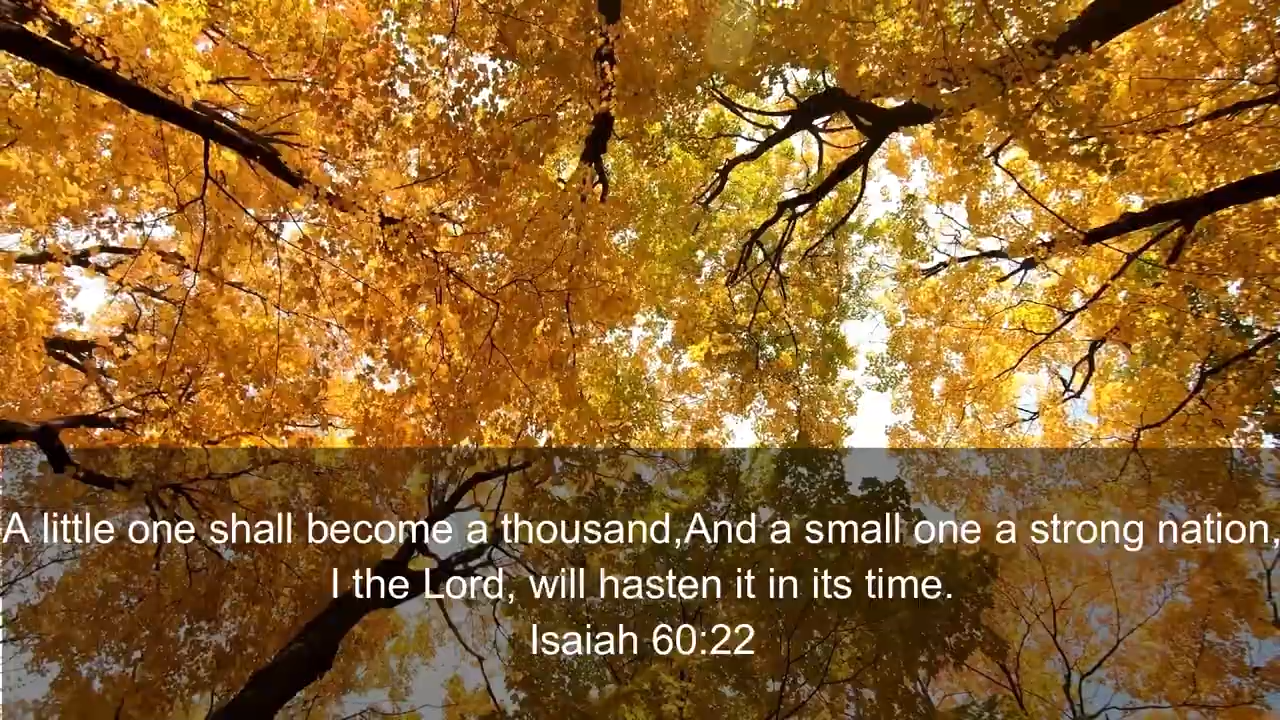 A little one shall become a thousand,And a small one a strong nation,
I the Lord, will hasten it in its time.
Isaiah 60:22